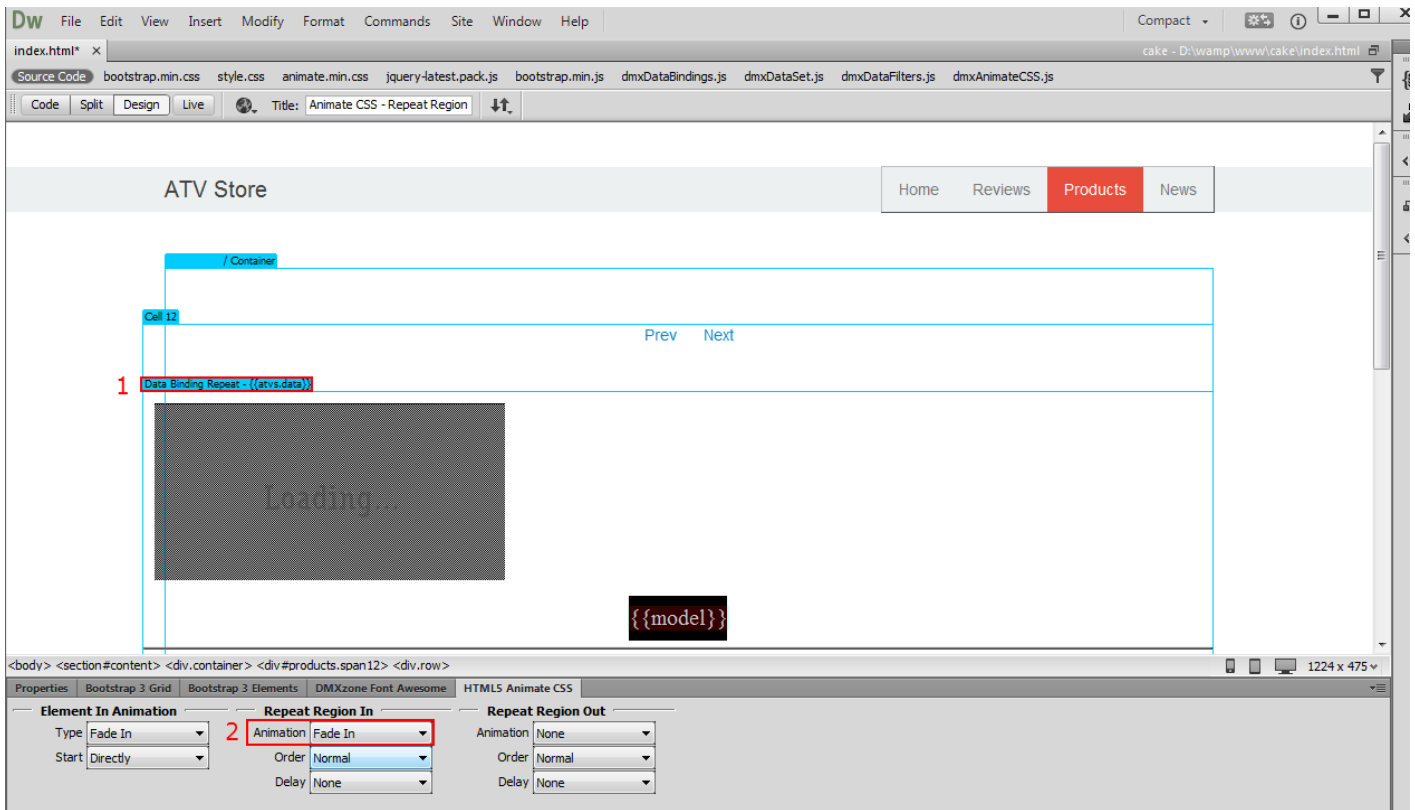 Dw File Edit View Insert Modify Format Commands Site Window Help Compact
index.html* × cake - D:\wamp\www\cake\index.html
Source Code bootstrap.min.css style.css animate.min.css jquery-latest.pack.js bootstrap.min.js dmxDataBindings.js dmxDataSet.js dmxDataFilters.js dmxAnimateCSS.js
Code Split Design Live Title: Animate CSS - Repeat Region
ATV Store Home Reviews Products News
/ Container
Cell 12
Prev Next
1 Data Binding Repeat - {{atvs.data}}
Loading...
{{model}}
<body> <section#content> <div.container> <div#products.span12> <div.row> 1224 x 475
Properties Bootstrap 3 Grid Bootstrap 3 Elements DMXzone Font Awesome HTML5 Animate CSS
Element In Animation Repeat Region In Repeat Region Out
Type Fade In 2 Animation Fade In Animation None
Start Directly Order Normal Order Normal
Delay None Delay None